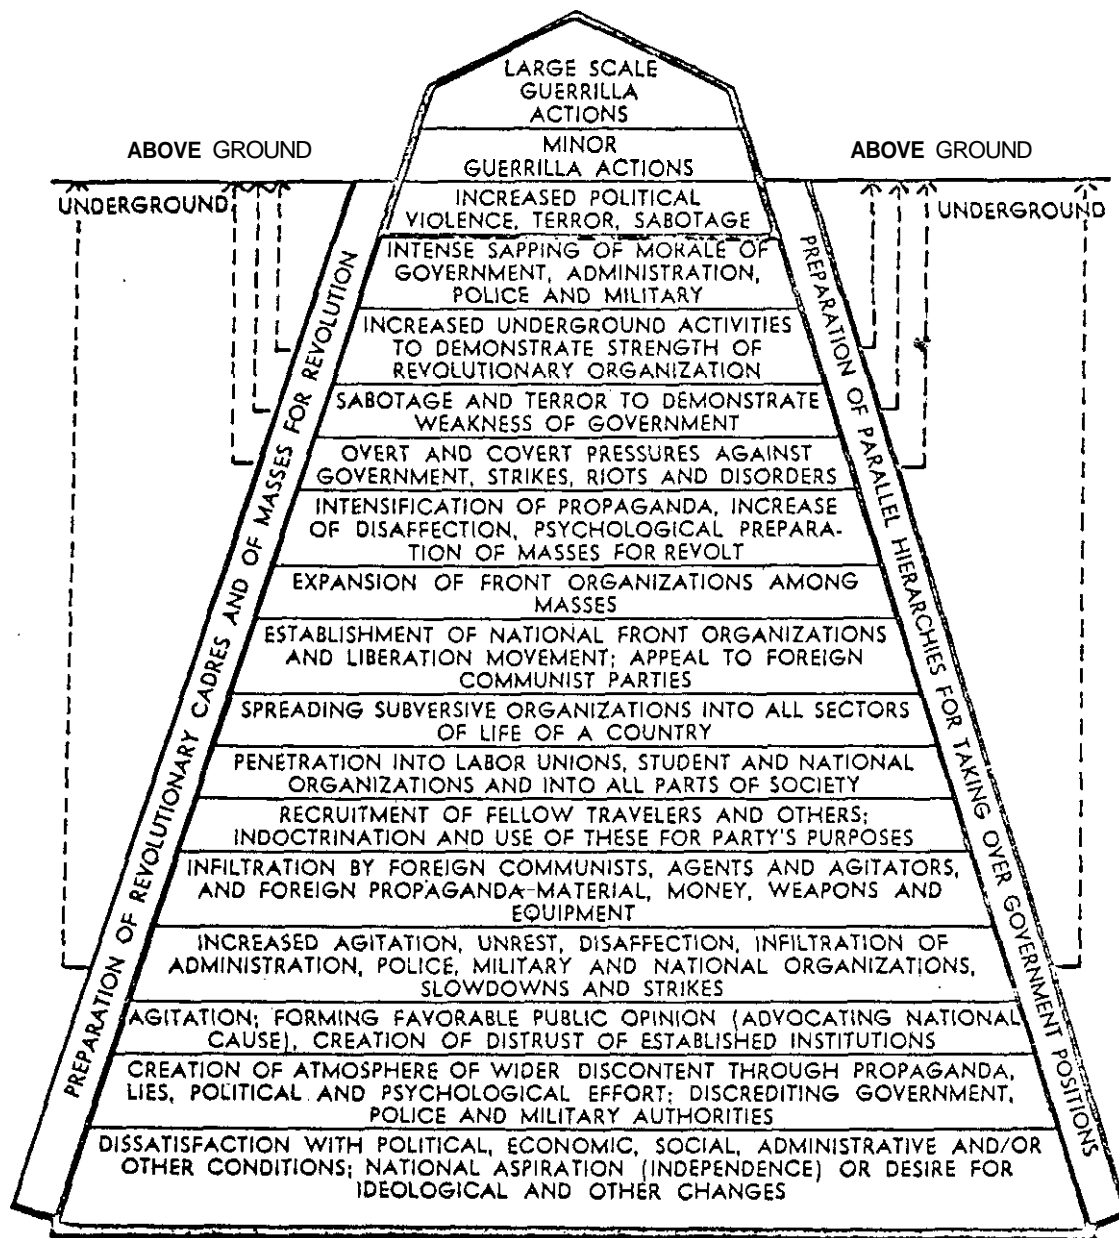 LARGE SCALE
GUERRILLA
ACTIONS
ABOVE GROUND
MINOR
GUERRILLA ACTIONS
ABOVE GROUND
UNDERGROUND
INCREASED POLITICAL
VIOLENCE, TERROR, SABOTAGE
UNDERGROUND
INTENSE SAPPING OF MORALE OF
GOVERNMENT, ADMINISTRATION,
POLICE AND MILITARY
INCREASED UNDERGROUND ACTIVITIES
TO DEMONSTRATE STRENGTH OF
REVOLUTIONARY ORGANIZATION
SABOTAGE AND TERROR TO DEMONSTRATE
WEAKNESS OF GOVERNMENT
OVERT AND COVERT PRESSURES AGAINST
GOVERNMENT, STRIKES, RIOTS AND DISORDERS
INTENSIFICATION OF PROPAGANDA, INCREASE
OF DISAFFECTION, PSYCHOLOGICAL PREPARA-
TION OF MASSES FOR REVOLT
EXPANSION OF FRONT ORGANIZATIONS AMONG
MASSES
ESTABLISHMENT OF NATIONAL FRONT ORGANIZATIONS
AND LIBERATION MOVEMENT; APPEAL TO FOREIGN
COMMUNIST PARTIES
SPREADING SUBVERSIVE ORGANIZATIONS INTO ALL SECTORS
OF LIFE OF A COUNTRY
PENETRATION INTO LABOR UNIONS, STUDENT AND NATIONAL
ORGANIZATIONS AND INTO ALL PARTS OF SOCIETY
RECRUITMENT OF FELLOW TRAVELERS AND OTHERS;
INDOCTRINATION AND USE OF THESE FOR PARTY'S PURPOSES
INFILTRATION BY FOREIGN COMMUNISTS, AGENTS AND AGITATORS,
AND FOREIGN PROPAGANDA-MATERIAL, MONEY, WEAPONS AND
EQUIPMENT
INCREASED AGITATION, UNREST, DISAFFECTION, INFILTRATION OF
ADMINISTRATION, POLICE, MILITARY AND NATIONAL ORGANIZATIONS,
SLOWDOWNS AND STRIKES
AGITATION; FORMING FAVORABLE PUBLIC OPINION (ADVOCATING NATIONAL
CAUSE), CREATION OF DISTRUST OF ESTABLISHED INSTITUTIONS
CREATION OF ATMOSPHERE OF WIDER DISCONTENT THROUGH PROPAGANDA,
LIES, POLITICAL AND PSYCHOLOGICAL EFFORT; DISCREDITING GOVERNMENT,
POLICE AND MILITARY AUTHORITIES
DISSATISFACTION WITH POLITICAL, ECONOMIC, SOCIAL, ADMINISTRATIVE AND/OR
OTHER CONDITIONS; NATIONAL ASPIRATION (INDEPENDENCE) OR DESIRE FOR
IDEOLOGICAL AND OTHER CHANGES
PREPARATION OF REVOLUTIONARY CADRES AND OF MASSES FOR REVOLUTION
PREPARATION OF PARALLEL HIERARCHIES FOR TAKING OVER GOVERNMENT POSITIONS